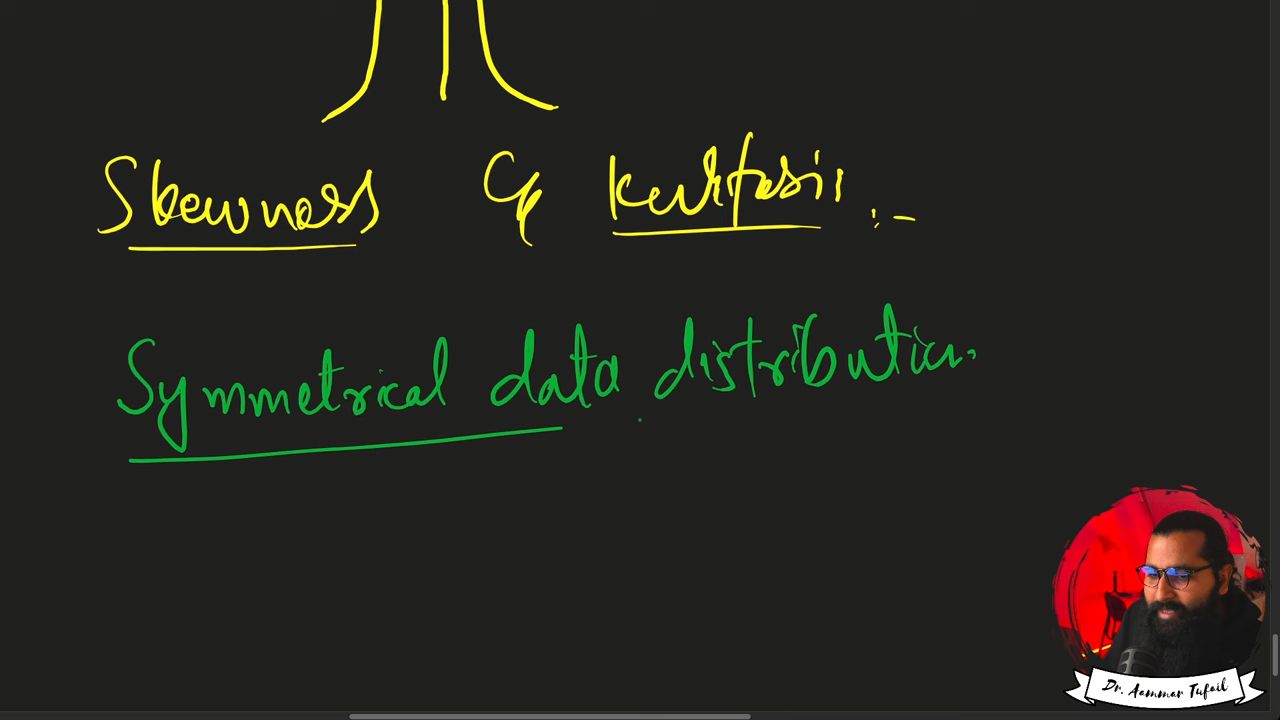 Skewness & Kurtosis :-
Symmetrical data distribution.
Dr. Aammar Tufail